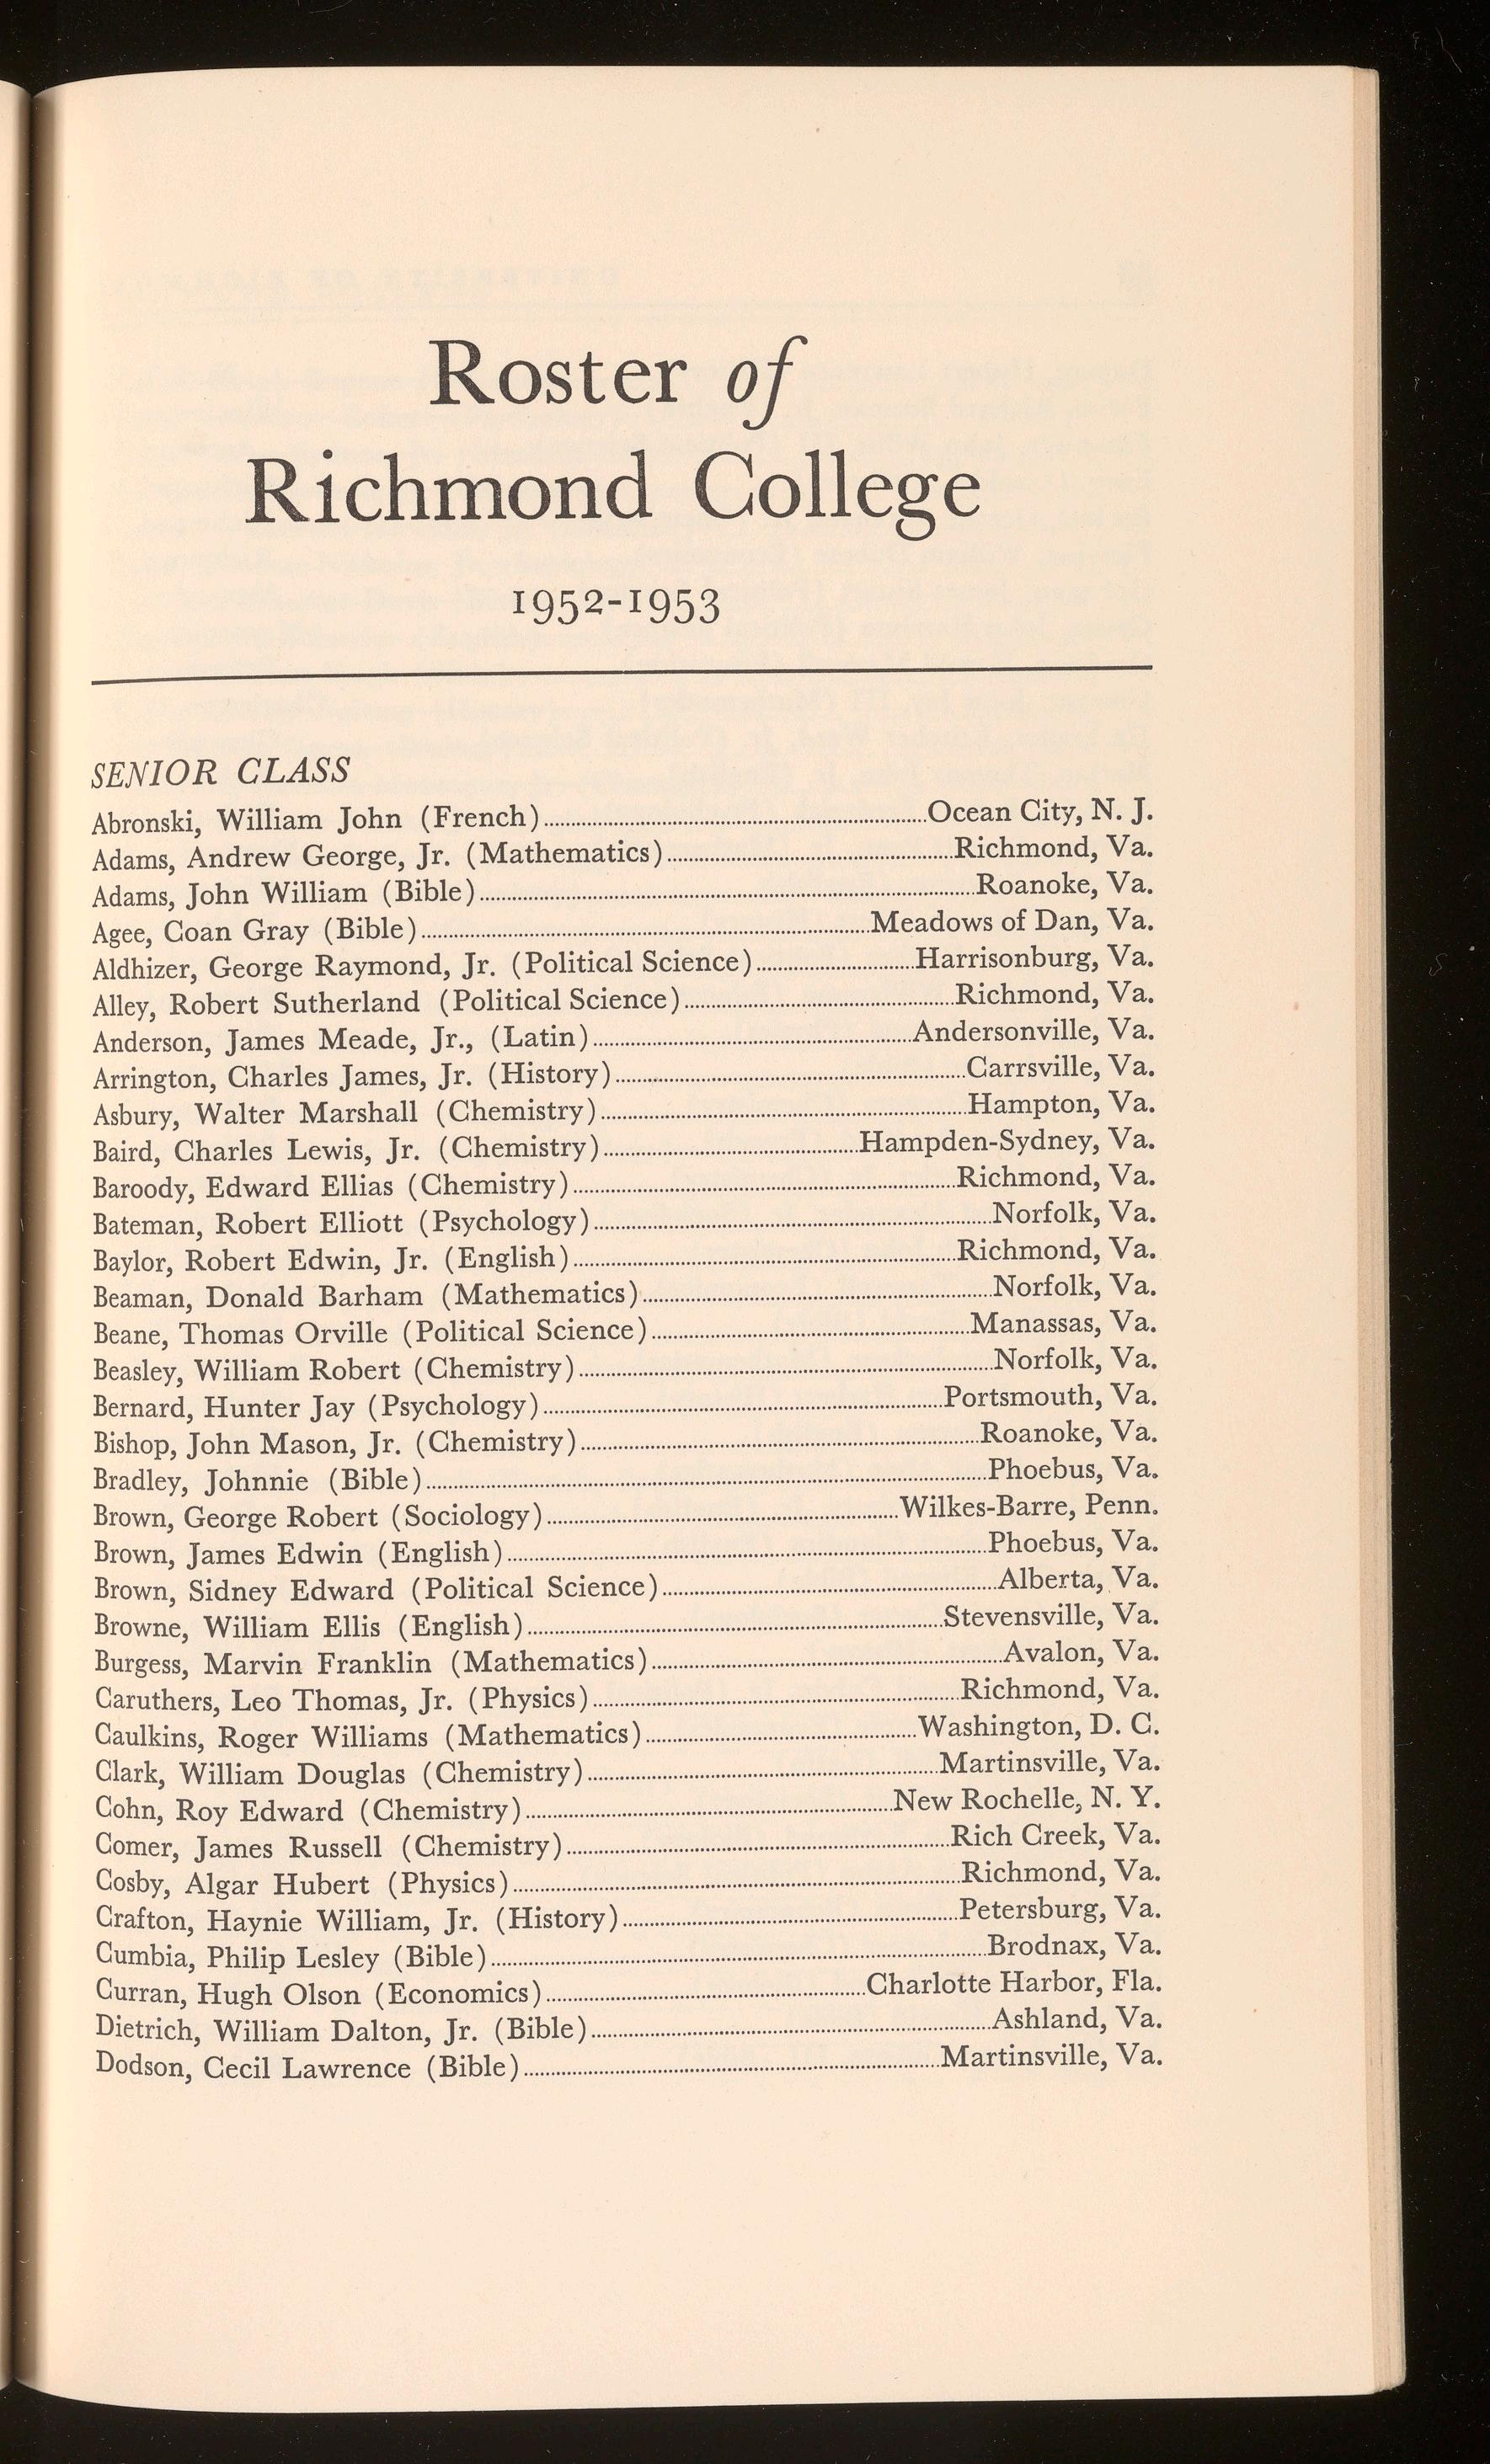 Roster of
Richmond College
1952-1953
SENIOR CLASS
Abronski, William John (French)..........Ocean City, N. J.
Adams, Andrew George, Jr. (Mathematics)..........Richmond, Va.
Adams, John William (Bible)..........Roanoke, Va.
Agee, Coan Gray (Bible)..........Meadows of Dan, Va.
Aldhizer, George Raymond, Jr. (Political Science)..........Harrisonburg, Va.
Alley, Robert Sutherland (Political Science)..........Richmond, Va.
Anderson, James Meade, Jr., (Latin)..........Andersonville, Va.
Arrington, Charles James, Jr. (History)..........Carrsville, Va.
Asbury, Walter Marshall (Chemistry)..........Hampton, Va.
Baird, Charles Lewis, Jr. (Chemistry)..........Hampden-Sydney, Va.
Baroody, Edward Ellias (Chemistry)..........Richmond, Va.
Bateman, Robert Elliott (Psychology)..........Norfolk, Va.
Baylor, Robert Edwin, Jr. (English)..........Richmond, Va.
Beaman, Donald Barham (Mathematics)..........Norfolk, Va.
Beane, Thomas Orville (Political Science)..........Manassas, Va.
Beasley, William Robert (Chemistry)..........Norfolk, Va.
Bernard, Hunter Jay (Psychology)..........Portsmouth, Va.
Bishop, John Mason, Jr. (Chemistry)..........Roanoke, Va.
Bradley, Johnnie (Bible)..........Phoebus, Va.
Brown, George Robert (Sociology)..........Wilkes-Barre, Penn.
Brown, James Edwin (English)..........Phoebus, Va.
Brown, Sidney Edward (Political Science)..........Alberta, Va.
Browne, William Ellis (English)..........Stevensville, Va.
Burgess, Marvin Franklin (Mathematics)..........Avalon, Va.
Caruthers, Leo Thomas, Jr. (Physics)..........Richmond, Va.
Caulkins, Roger Williams (Mathematics)..........Washington, D. C.
Clark, William Douglas (Chemistry)..........Martinsville, Va.
Cohn, Roy Edward (Chemistry)..........New Rochelle, N. Y.
Comer, James Russell (Chemistry)..........Rich Creek, Va.
Cosby, Algar Hubert (Physics)..........Richmond, Va.
Crafton, Haynie William, Jr. (History)..........Petersburg, Va.
Cumbia, Philip Lesley (Bible)..........Brodnax, Va.
Curran, Hugh Olson (Economics)..........Charlotte Harbor, Fla.
Dietrich, William Dalton, Jr. (Bible)..........Ashland, Va.
Dodson, Cecil Lawrence (Bible)..........Martinsville, Va.